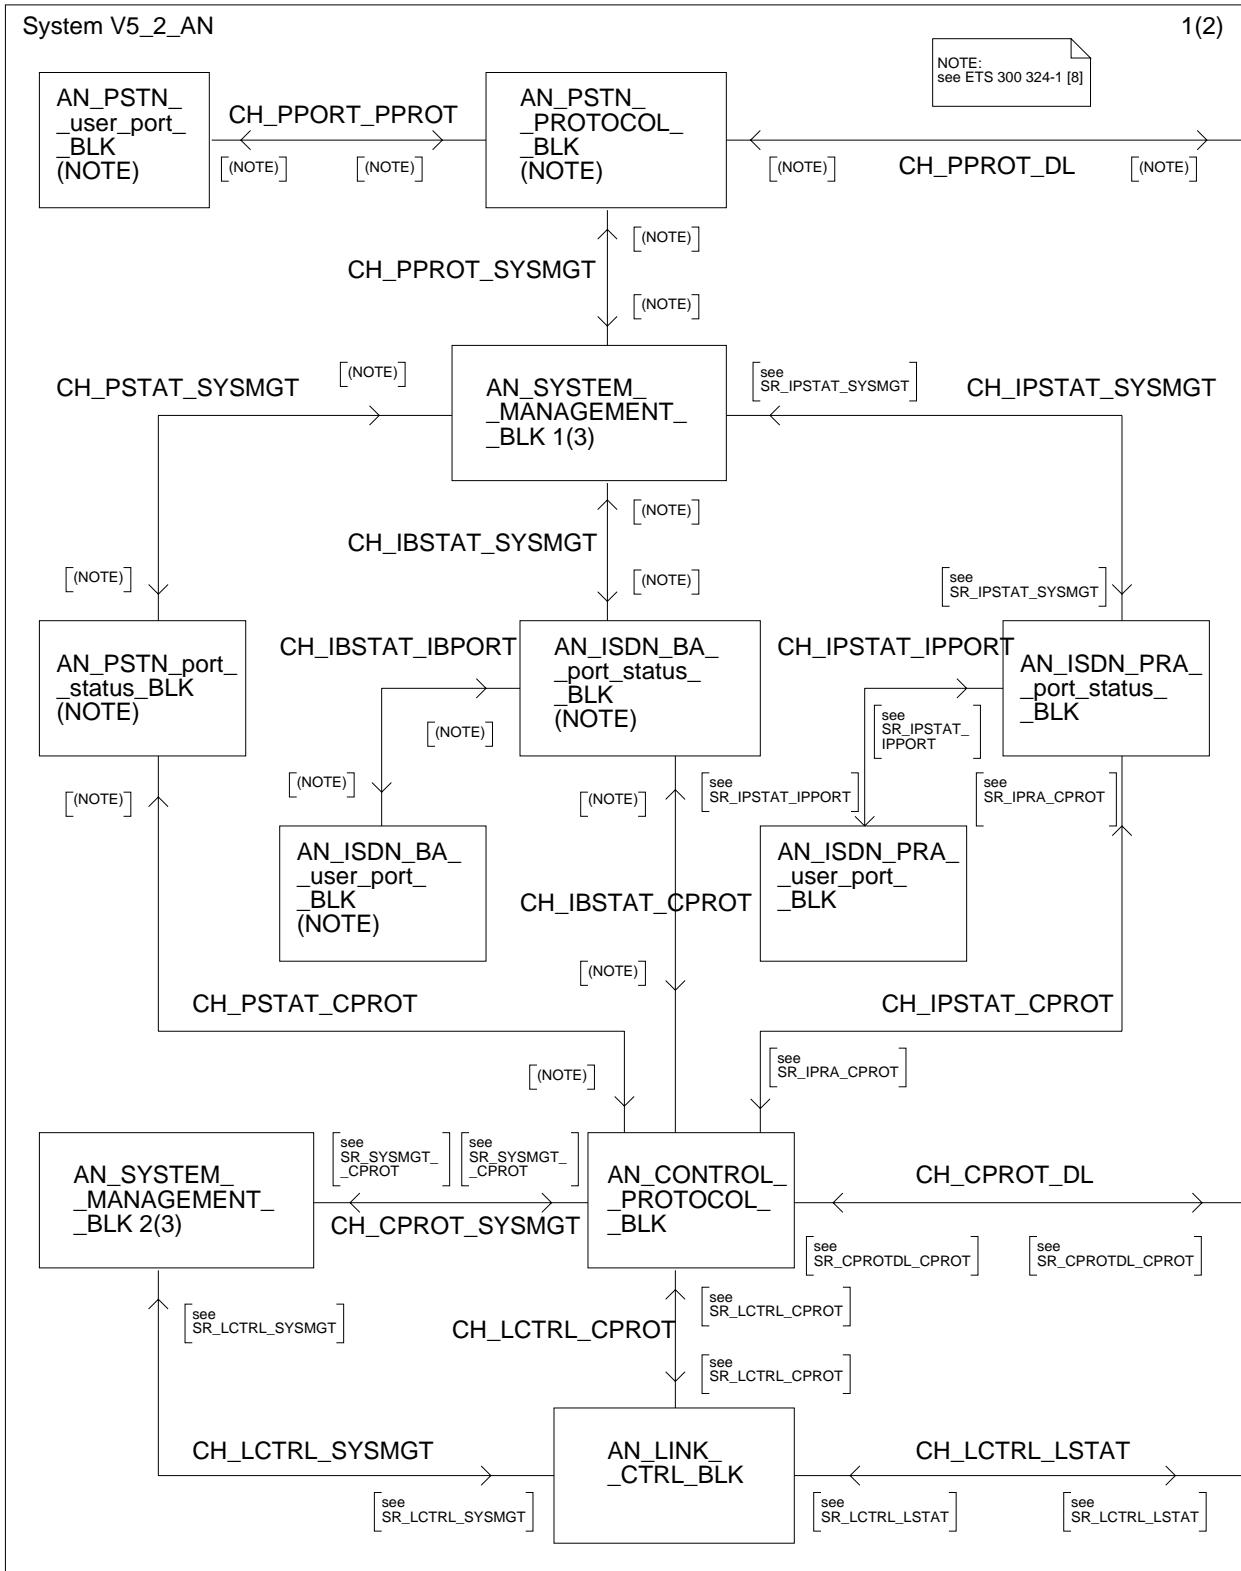 System V5_2_AN
1(2)
NOTE:
see ETS 300 324-1 [8]
AN_PSTN_
_user_port_
_BLK
(NOTE)
CH_PPORT_PPROT
[(NOTE)]
[(NOTE)]
AN_PSTN_
_PROTOCOL_
_BLK
(NOTE)
[(NOTE)]
CH_PPROT_DL
[(NOTE)]
[(NOTE)]
CH_PPROT_SYSMGT
[(NOTE)]
CH_PSTAT_SYSMGT
[(NOTE)]
AN_SYSTEM_
_MANAGEMENT_
_BLK 1(3)
see
SR_IPSTAT_SYSMGT
CH_IPSTAT_SYSMGT
[(NOTE)]
CH_IBSTAT_SYSMGT
[(NOTE)]
[(NOTE)]
see
SR_IPSTAT_SYSMGT
AN_PSTN_port_
_status_BLK
(NOTE)
CH_IBSTAT_IBPORT
AN_ISDN_BA_
_port_status_
_BLK
(NOTE)
CH_IPSTAT_IPPORT
AN_ISDN_PRA_
_port_status_
_BLK
[(NOTE)]
see
SR_IPSTAT_
IPPORT
[(NOTE)]
[(NOTE)]
[(NOTE)]
see
SR_IPSTAT_IPPORT
see
SR_IPRA_CPROT
AN_ISDN_BA_
_user_port_
_BLK
(NOTE)
CH_IBSTAT_CPROT
AN_ISDN_PRA_
_user_port_
_BLK
[(NOTE)]
CH_PSTAT_CPROT
CH_IPSTAT_CPROT
[(NOTE)]
see
SR_IPRA_CPROT
AN_SYSTEM_
_MANAGEMENT_
_BLK 2(3)
see
SR_SYSMGT_
_CPROT
see
SR_SYSMGT_
_CPROT
CH_CPROT_SYSMGT
AN_CONTROL_
_PROTOCOL_
_BLK
CH_CPROT_DL
see
SR_CPROTDL_CPROT
see
SR_CPROTDL_CPROT
see
SR_LCTRL_SYSMGT
CH_LCTRL_CPROT
see
SR_LCTRL_CPROT
see
SR_LCTRL_CPROT
CH_LCTRL_SYSMGT
AN_LINK_
_CTRL_BLK
CH_LCTRL_LSTAT
see
SR_LCTRL_SYSMGT
see
SR_LCTRL_LSTAT
see
SR_LCTRL_LSTAT